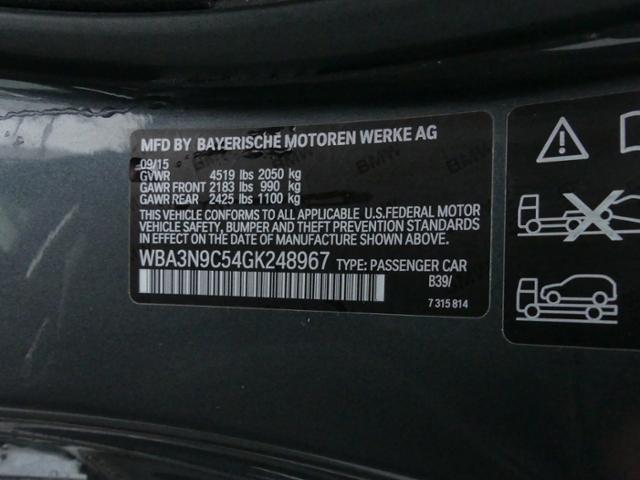 MFD BY BAYERISCHE MOTOREN WERKE AG
09/15
GVWR 4519 lbs 2050 kg
GAWR FRONT 2183 lbs 990 kg
GAWR REAR 2425 lbs 1100 kg
THIS VEHICLE CONFORMS TO ALL APPLICABLE U.S.FEDERAL MOTOR
VEHICLE SAFETY, BUMPER AND THEFT PREVENTION STANDARDS
IN EFFECT ON THE DATE OF MANUFACTURE SHOWN ABOVE.
WBA3N9C54GK248967 TYPE: PASSENGER CAR
B39/
7 315 814